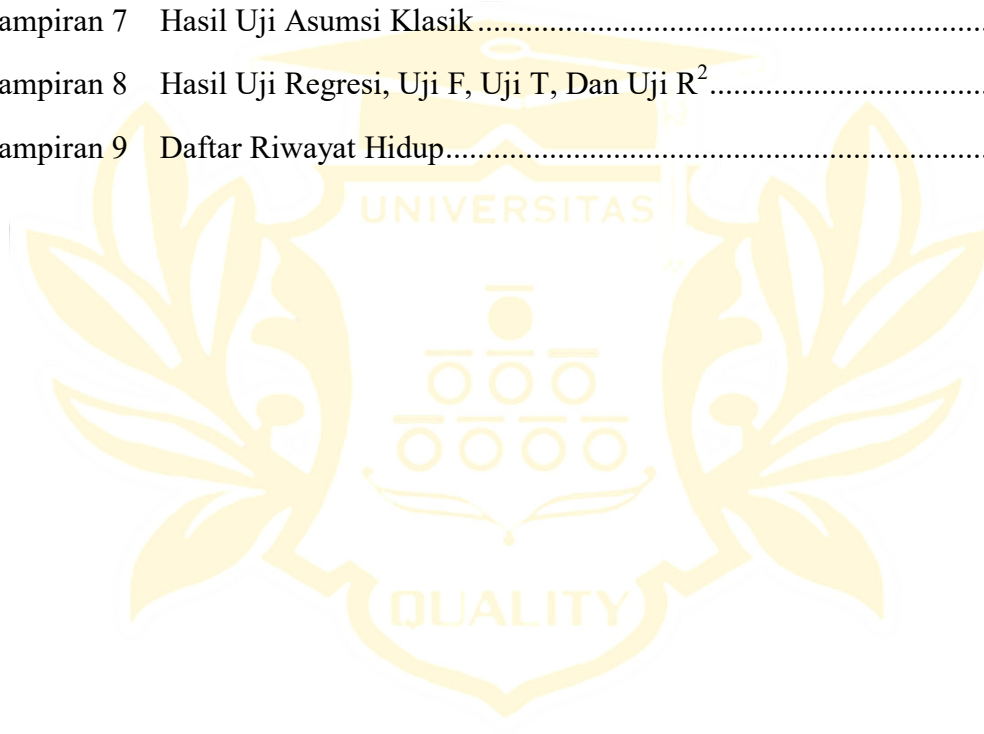 ampiran 7 Hasil Uji Asumsi Klasik........................................................
ampiran 8 Hasil Uji Regresi, Uji F, Uji T, Dan Uji R²..............................
ampiran 9 Daftar Riwayat Hidup...........................................................
UNIVERSITAS
QUALITY